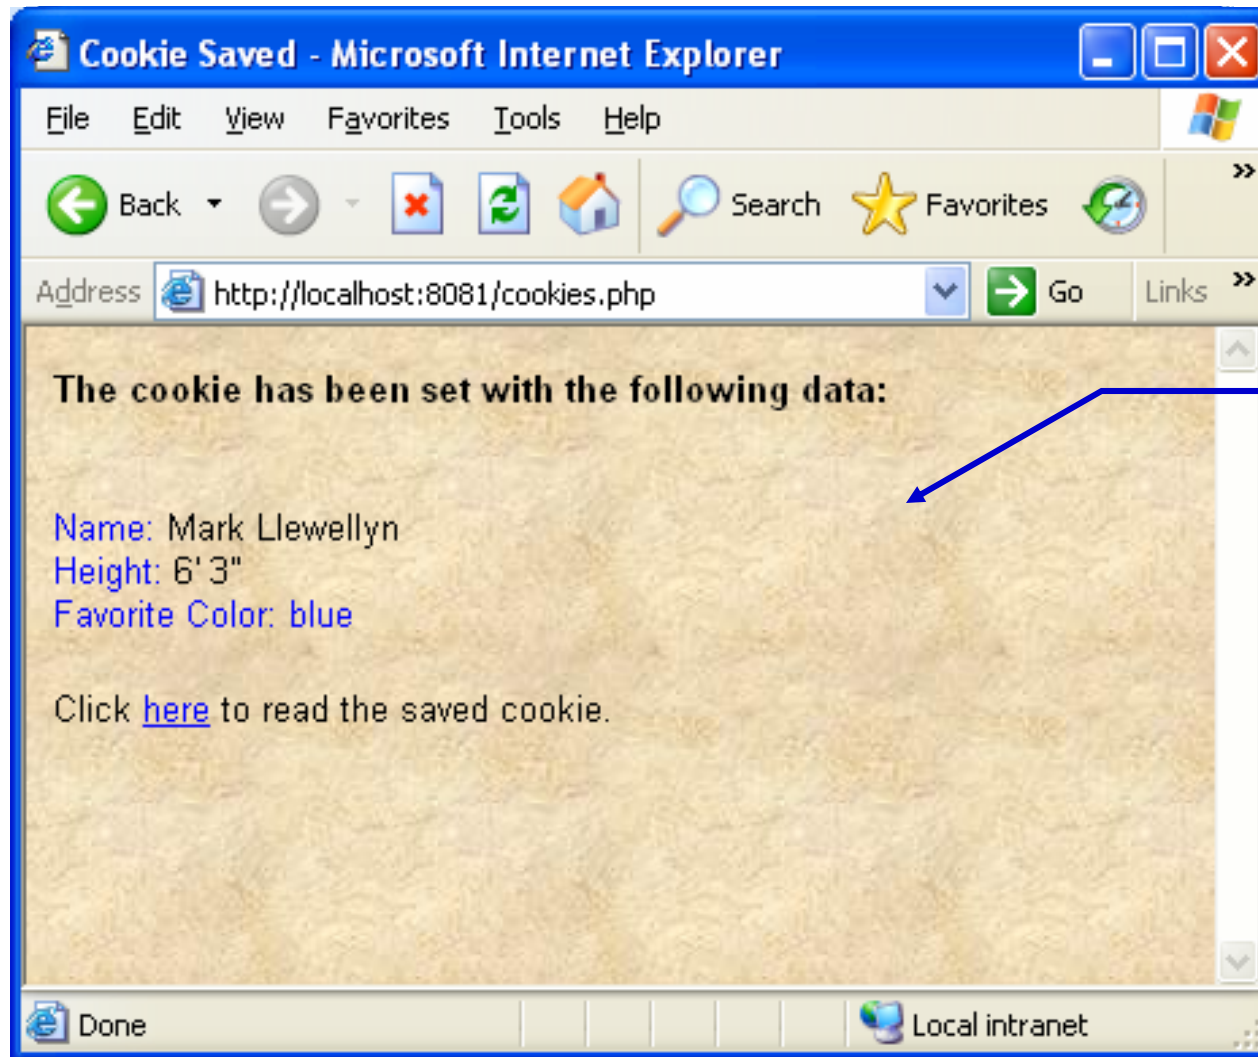 Cookie Saved - Microsoft Internet Explorer
File Edit View Favorites Tools Help
Back Search Favorites »
Address http://localhost:8081/cookies.php Go Links »
The cookie has been set with the following data:
Name: Mark Llewellyn
Height: 6' 3"
Favorite Color: blue
Click here to read the saved cookie.
Done Local intranet